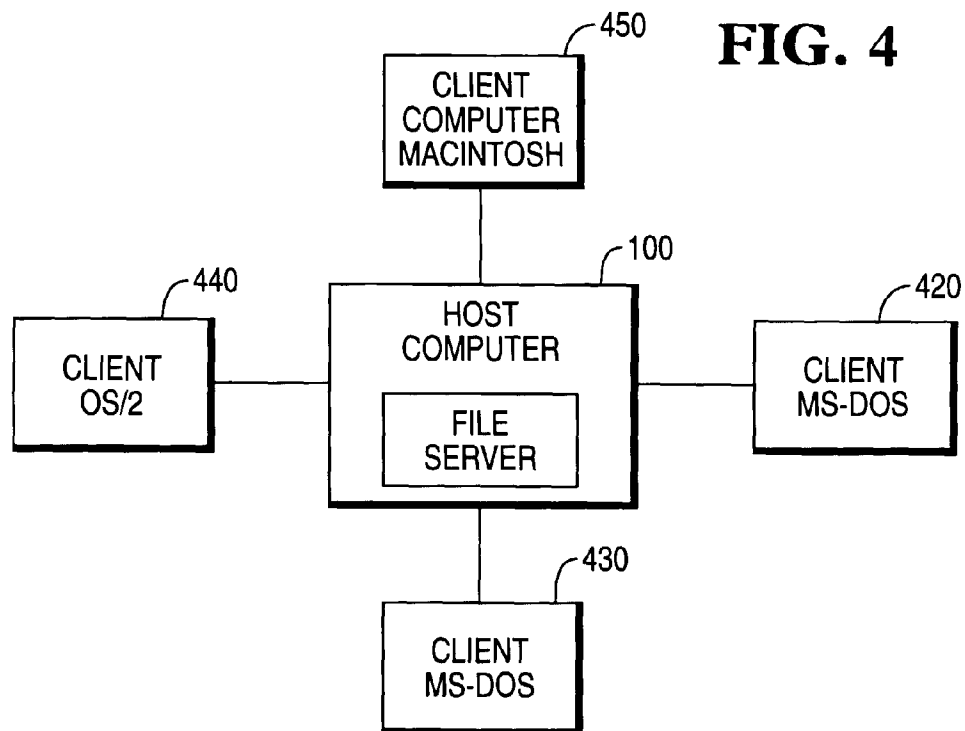 FIG. 4
450
CLIENT
COMPUTER
MACINTOSH
100
HOST
COMPUTER
FILE
SERVER
440
CLIENT
OS/2
420
CLIENT
MS-DOS
430
CLIENT
MS-DOS